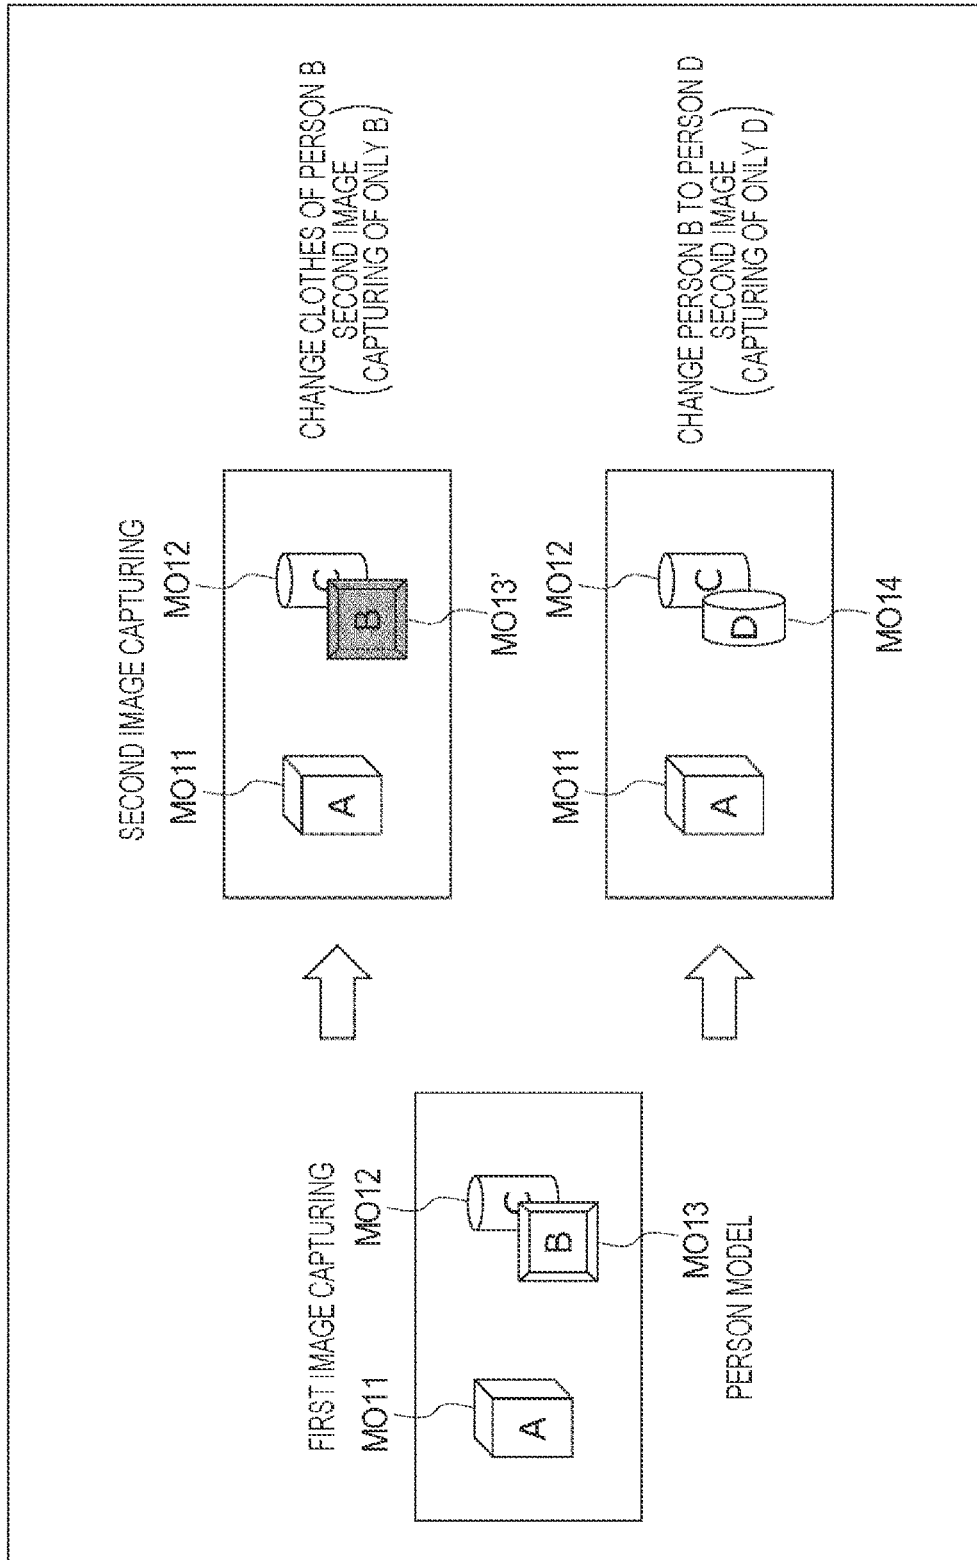 FIRST IMAGE CAPTURING
MO11
MO12
A
C
B
MO13
PERSON MODEL
SECOND IMAGE CAPTURING
MO11
MO12
A
C
B
MO13'
CHANGE CLOTHES OF PERSON B
(SECOND IMAGE
CAPTURING OF ONLY B)
MO11
MO12
A
C
D
MO14
CHANGE PERSON B TO PERSON D
(SECOND IMAGE
CAPTURING OF ONLY D)